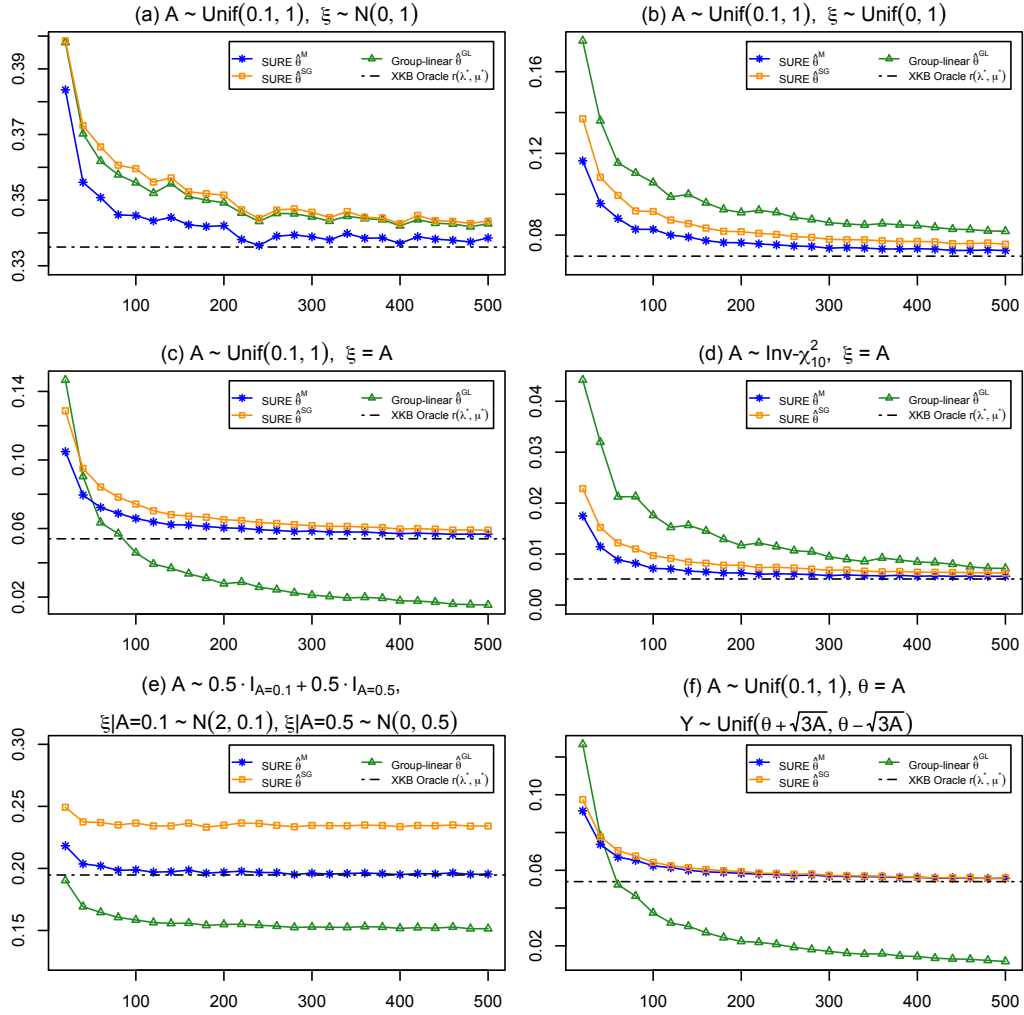 (a) A ~ Unif(0.1, 1), ξ ~ N(0, 1)
SURE θ̂^M
SURE θ̂^SG
Group-linear θ̂^GL
XKB Oracle r(λ*, μ*)
0.39
0.37
0.35
0.33
100 200 300 400 500
(b) A ~ Unif(0.1, 1), ξ ~ Unif(0, 1)
SURE θ̂^M
SURE θ̂^SG
Group-linear θ̂^GL
XKB Oracle r(λ*, μ*)
0.16
0.12
0.08
100 200 300 400 500
(c) A ~ Unif(0.1, 1), ξ = A
SURE θ̂^M
SURE θ̂^SG
Group-linear θ̂^GL
XKB Oracle r(λ*, μ*)
0.14
0.10
0.06
0.02
100 200 300 400 500
(d) A ~ Inv-χ²₁₀, ξ = A
SURE θ̂^M
SURE θ̂^SG
Group-linear θ̂^GL
XKB Oracle r(λ*, μ*)
0.04
0.03
0.02
0.01
0.00
100 200 300 400 500
(e) A ~ 0.5 · I_{A=0.1} + 0.5 · I_{A=0.5},
ξ|A=0.1 ~ N(2, 0.1), ξ|A=0.5 ~ N(0, 0.5)
SURE θ̂^M
SURE θ̂^SG
Group-linear θ̂^GL
XKB Oracle r(λ*, μ*)
0.30
0.25
0.20
0.15
100 200 300 400 500
(f) A ~ Unif(0.1, 1), θ = A
Y ~ Unif(θ + √3A, θ − √3A)
SURE θ̂^M
SURE θ̂^SG
Group-linear θ̂^GL
XKB Oracle r(λ*, μ*)
0.10
0.06
0.02
100 200 300 400 500